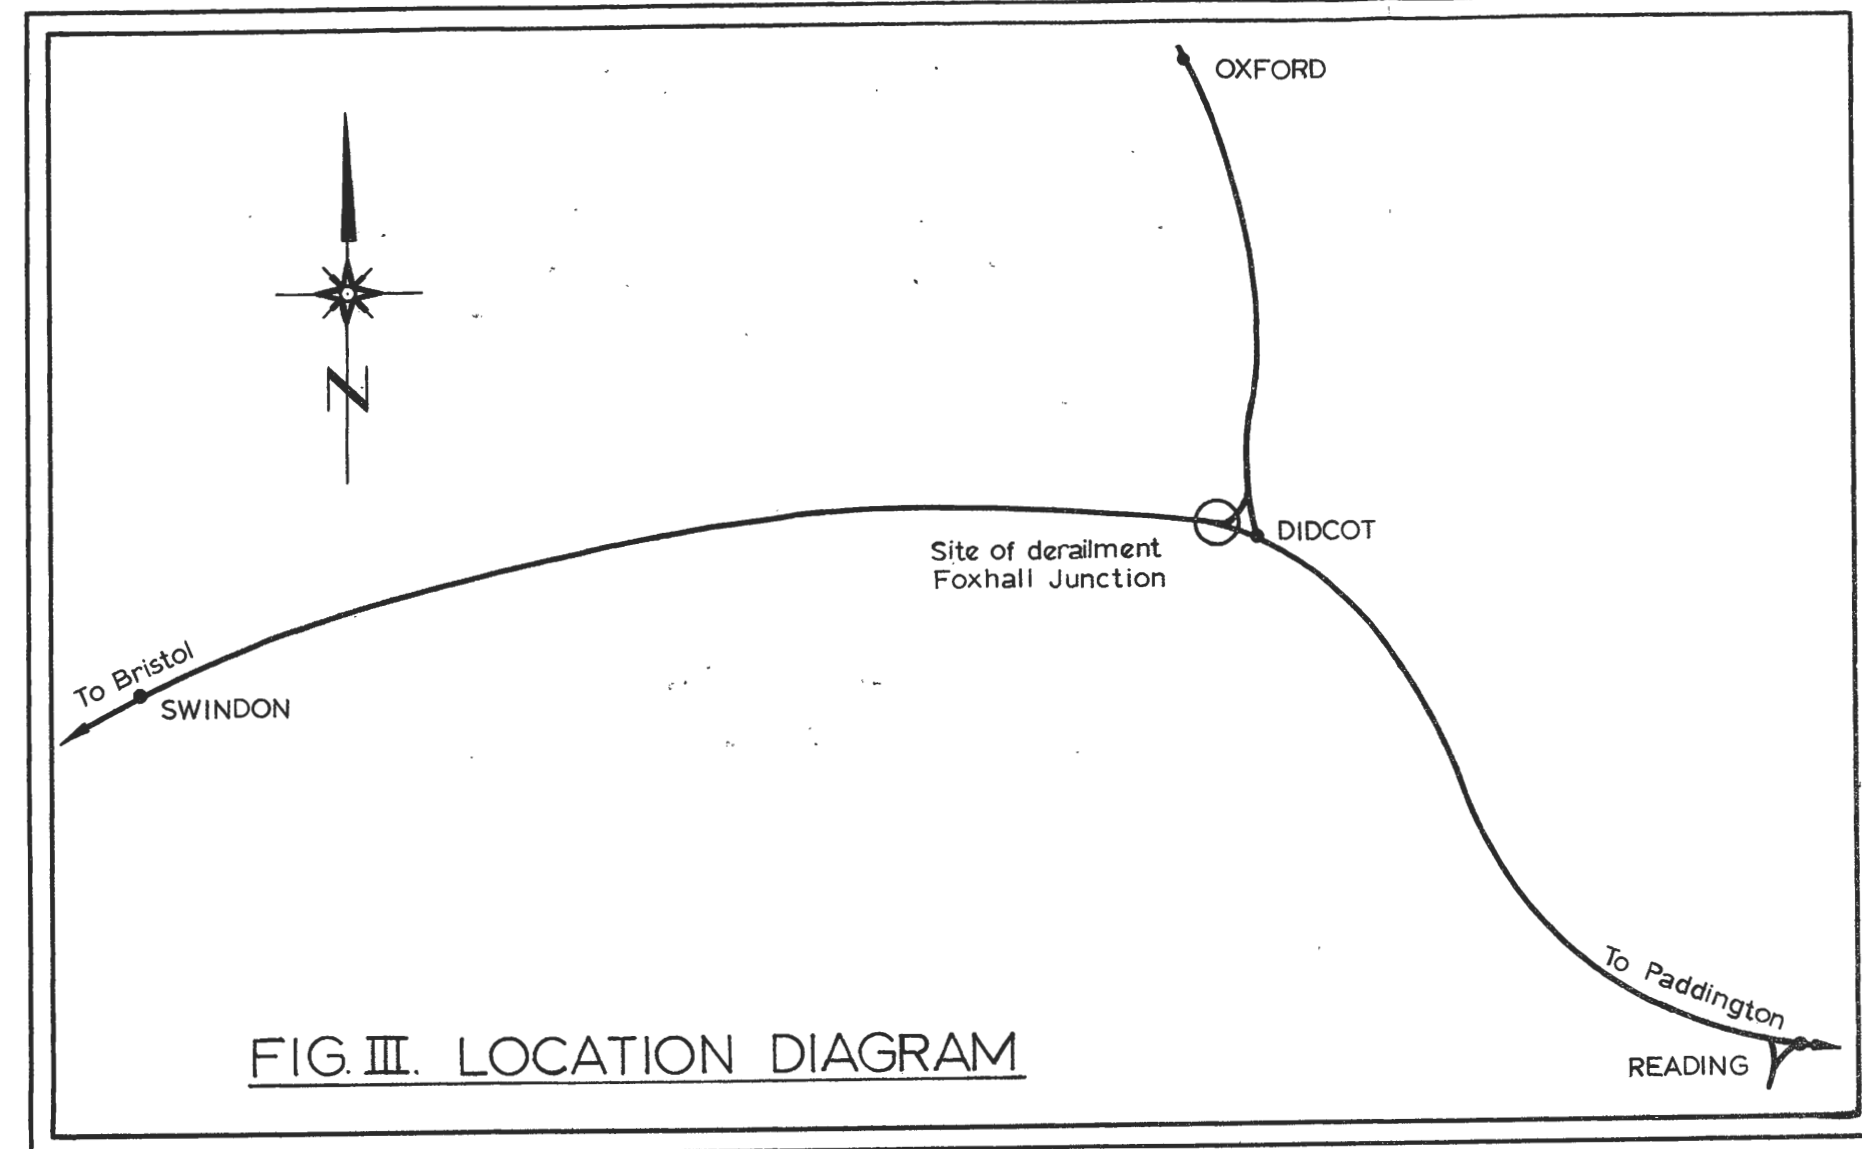 OXFORD
N
DIDCOT
Site of derailment
Foxhall Junction
To Bristol
SWINDON
To Paddington
READING
FIG. III. LOCATION DIAGRAM